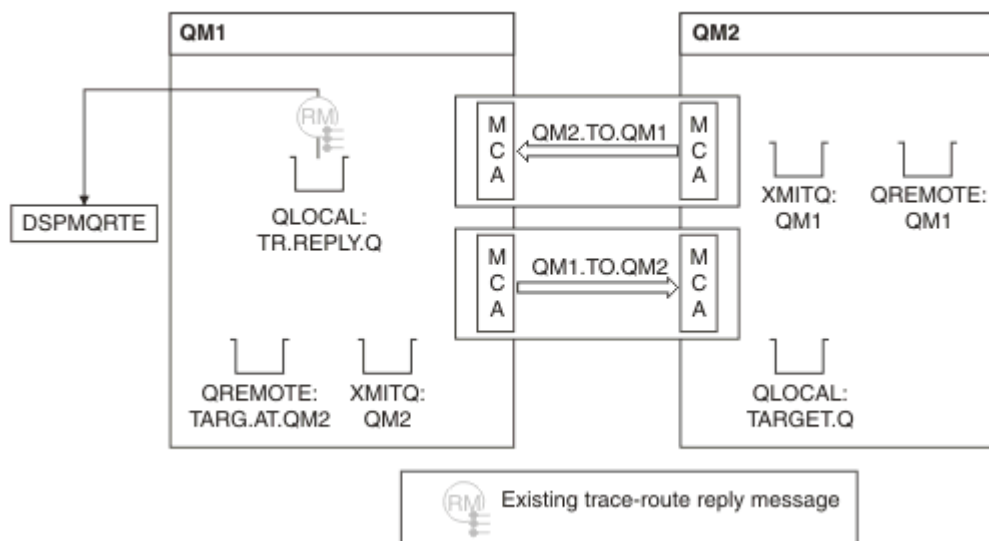 QM1
QM2
RM
M
C
A
QM2.TO.QM1
M
C
A
DSPMQRTE
QLOCAL:
TR.REPLY.Q
XMITQ:
QM1
QREMOTE:
QM1
M
C
A
QM1.TO.QM2
M
C
A
QREMOTE:
TARG.AT.QM2
XMITQ:
QM2
QLOCAL:
TARGET.Q
RM
Existing trace-route reply message